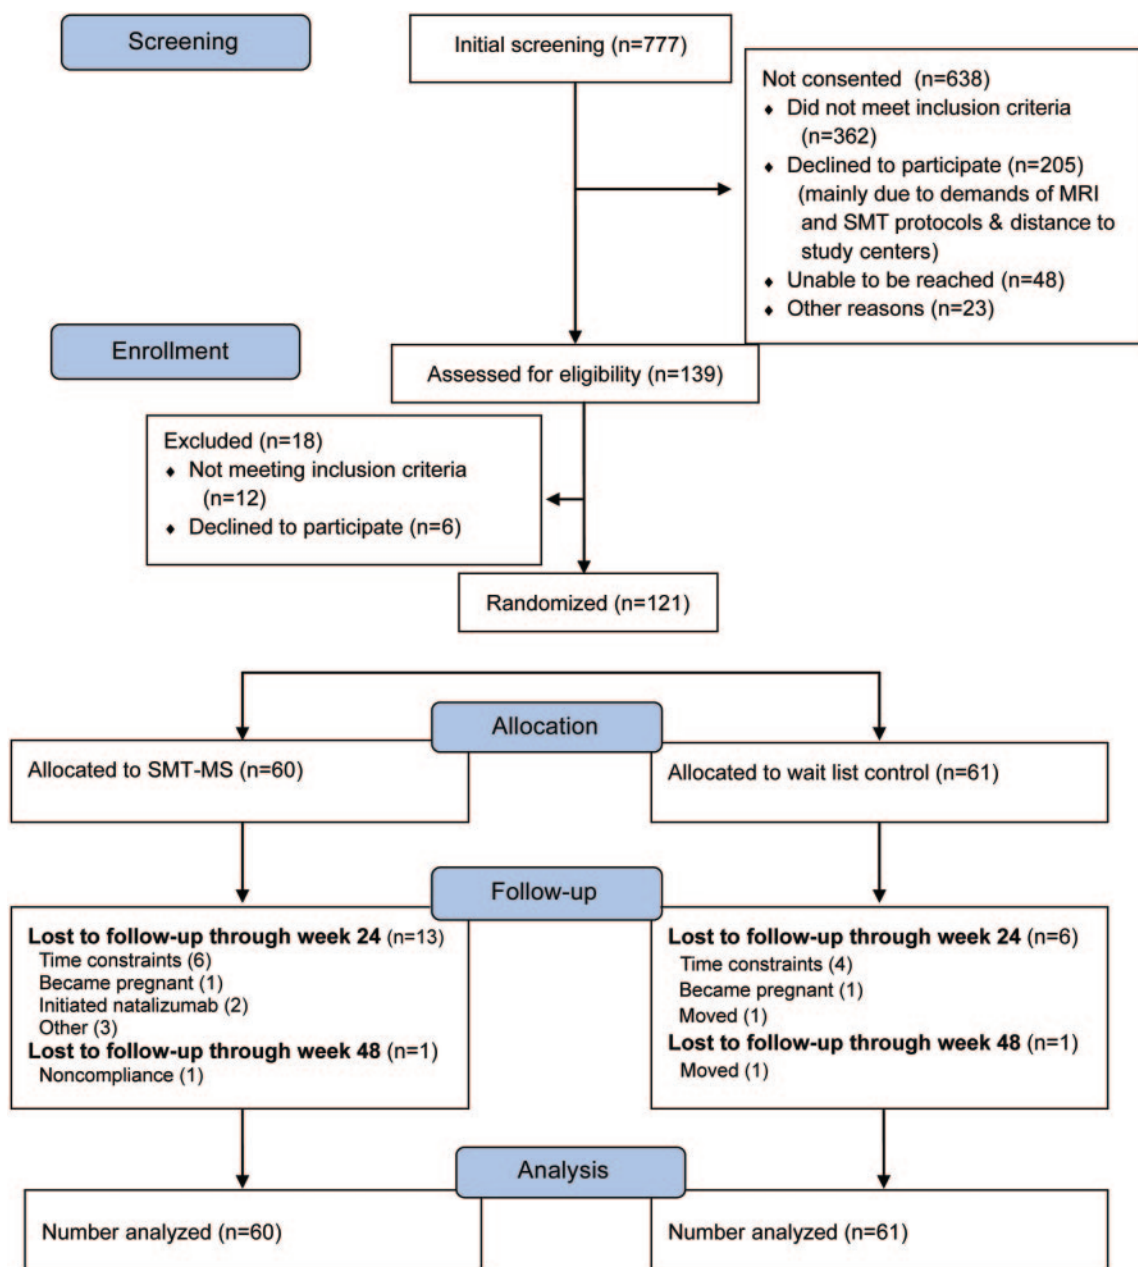 Screening
Initial screening (n=777)
Not consented (n=638)
♦ Did not meet inclusion criteria
(n=362)
♦ Declined to participate (n=205)
(mainly due to demands of MRI
and SMT protocols & distance to
study centers)
♦ Unable to be reached (n=48)
♦ Other reasons (n=23)
Enrollment
Assessed for eligibility (n=139)
Excluded (n=18)
♦ Not meeting inclusion criteria
(n=12)
♦ Declined to participate (n=6)
Randomized (n=121)
Allocation
Allocated to SMT-MS (n=60)
Allocated to wait list control (n=61)
Follow-up
Lost to follow-up through week 24 (n=13)
Time constraints (6)
Became pregnant (1)
Initiated natalizumab (2)
Other (3)
Lost to follow-up through week 48 (n=1)
Noncompliance (1)
Lost to follow-up through week 24 (n=6)
Time constraints (4)
Became pregnant (1)
Moved (1)
Lost to follow-up through week 48 (n=1)
Moved (1)
Analysis
Number analyzed (n=60)
Number analyzed (n=61)